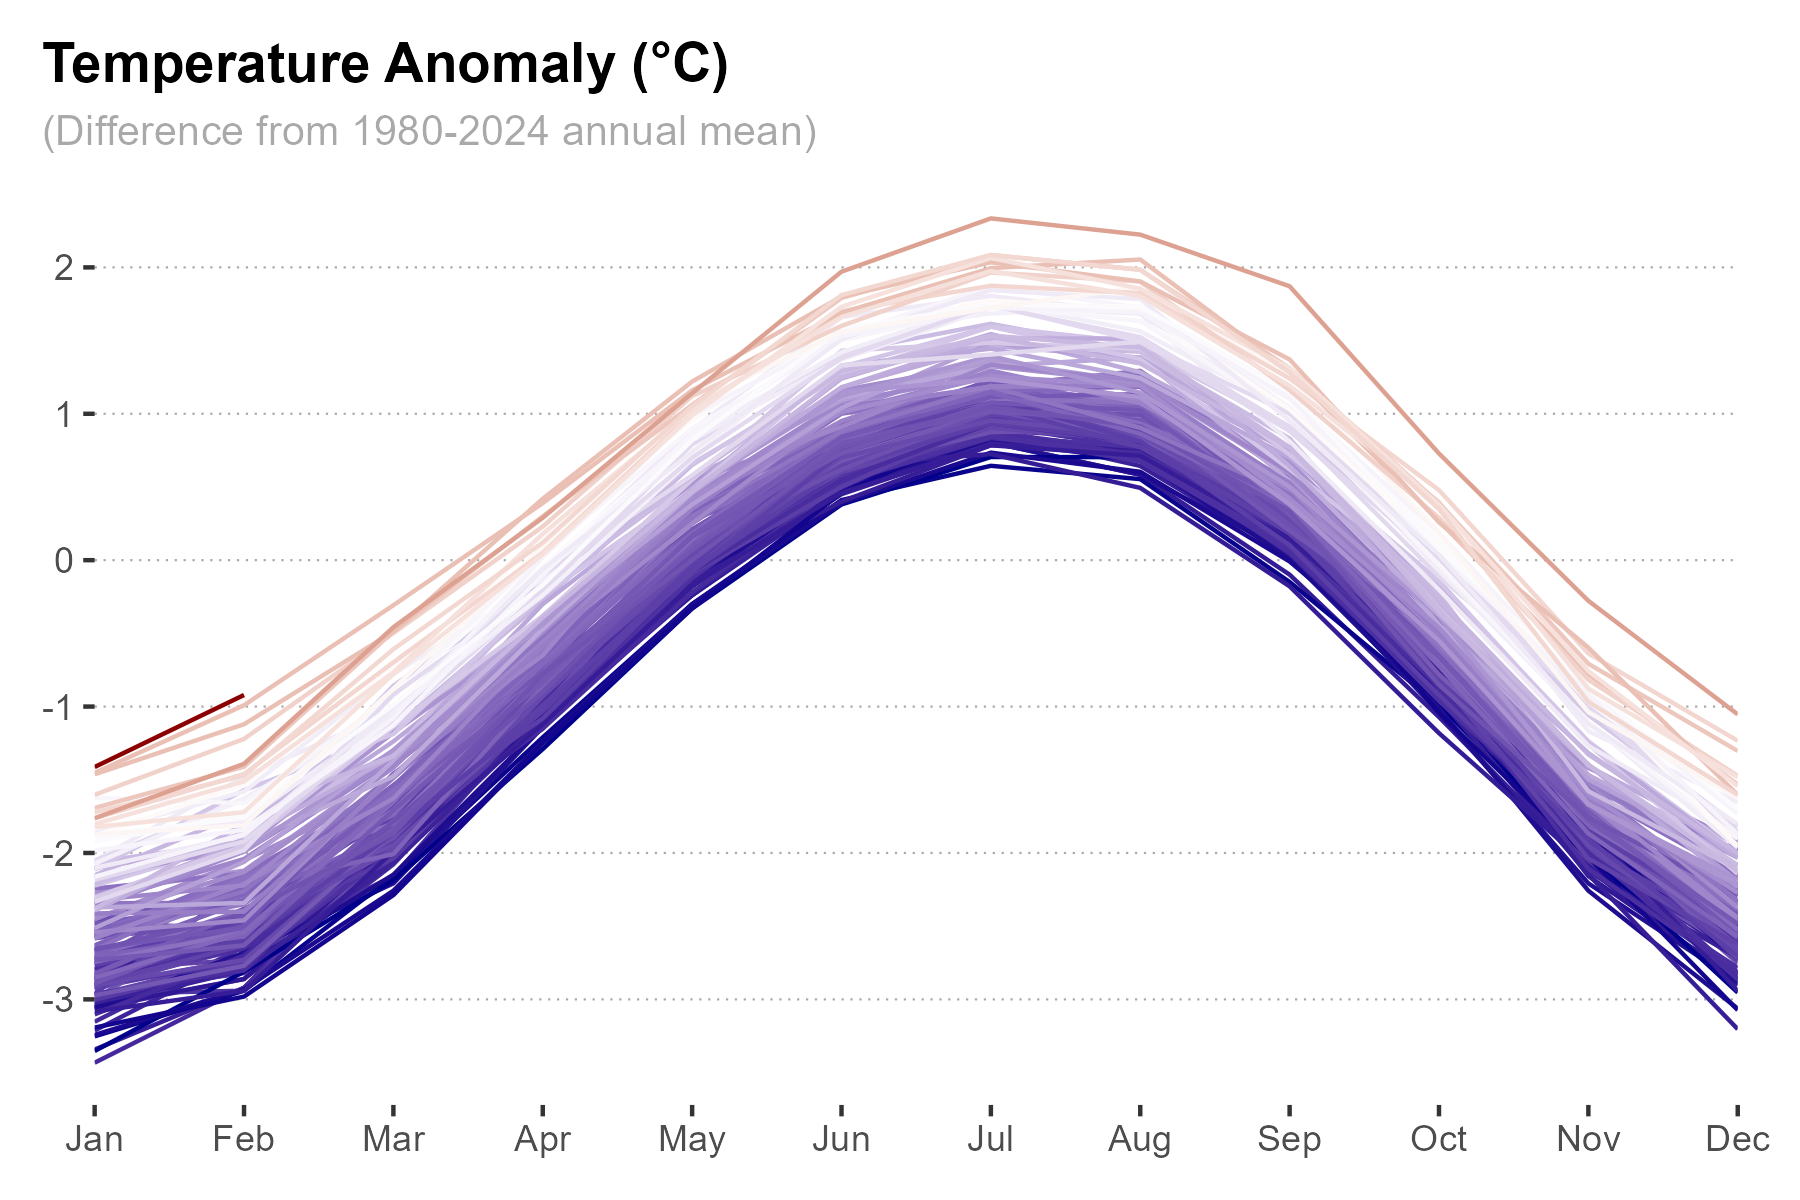 Temperature Anomaly (°C)
(Difference from 1980-2024 annual mean)
2
1
0
-1
-2
-3
Jan Feb Mar Apr May Jun Jul Aug Sep Oct Nov Dec